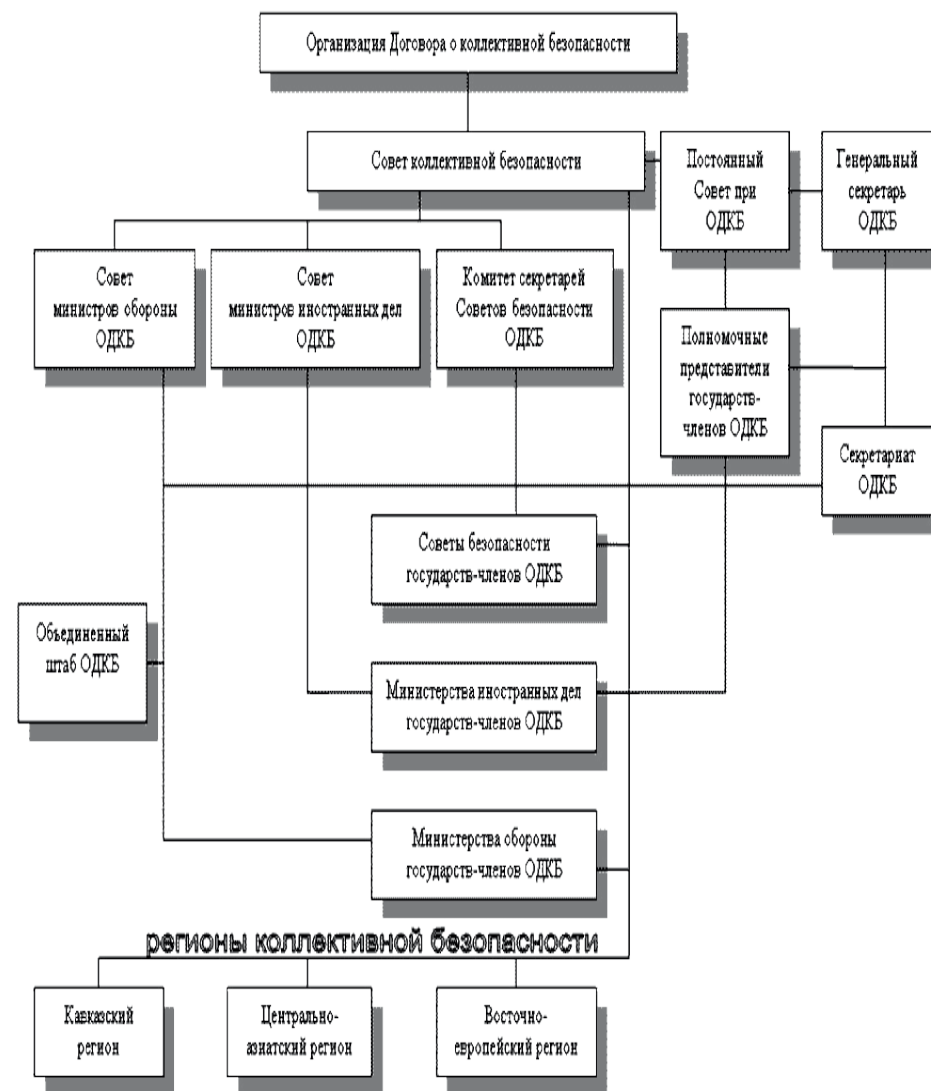 Организация Договора о коллективной безопасности
Совет коллективной безопасности
Постоянный
Совет при
ОДКБ
Генеральный
секретарь
ОДКБ
Совет
министров обороны
ОДКБ
Совет
министров иностранных дел
ОДКБ
Комитет секретарей
Советов безопасности
ОДКБ
Полномочные
представители
государств-
членов ОДКБ
Секретариат
ОДКБ
Советы безопасности
государств-членов ОДКБ
Объединенный
штаб ОДКБ
Министерства иностранных дел
государств-членов ОДКБ
Министерства обороны
государств-членов ОДКБ
регионы коллективной безопасности
Кавказский
регион
Центрально-
азиатский регион
Восточно-
европейский регион